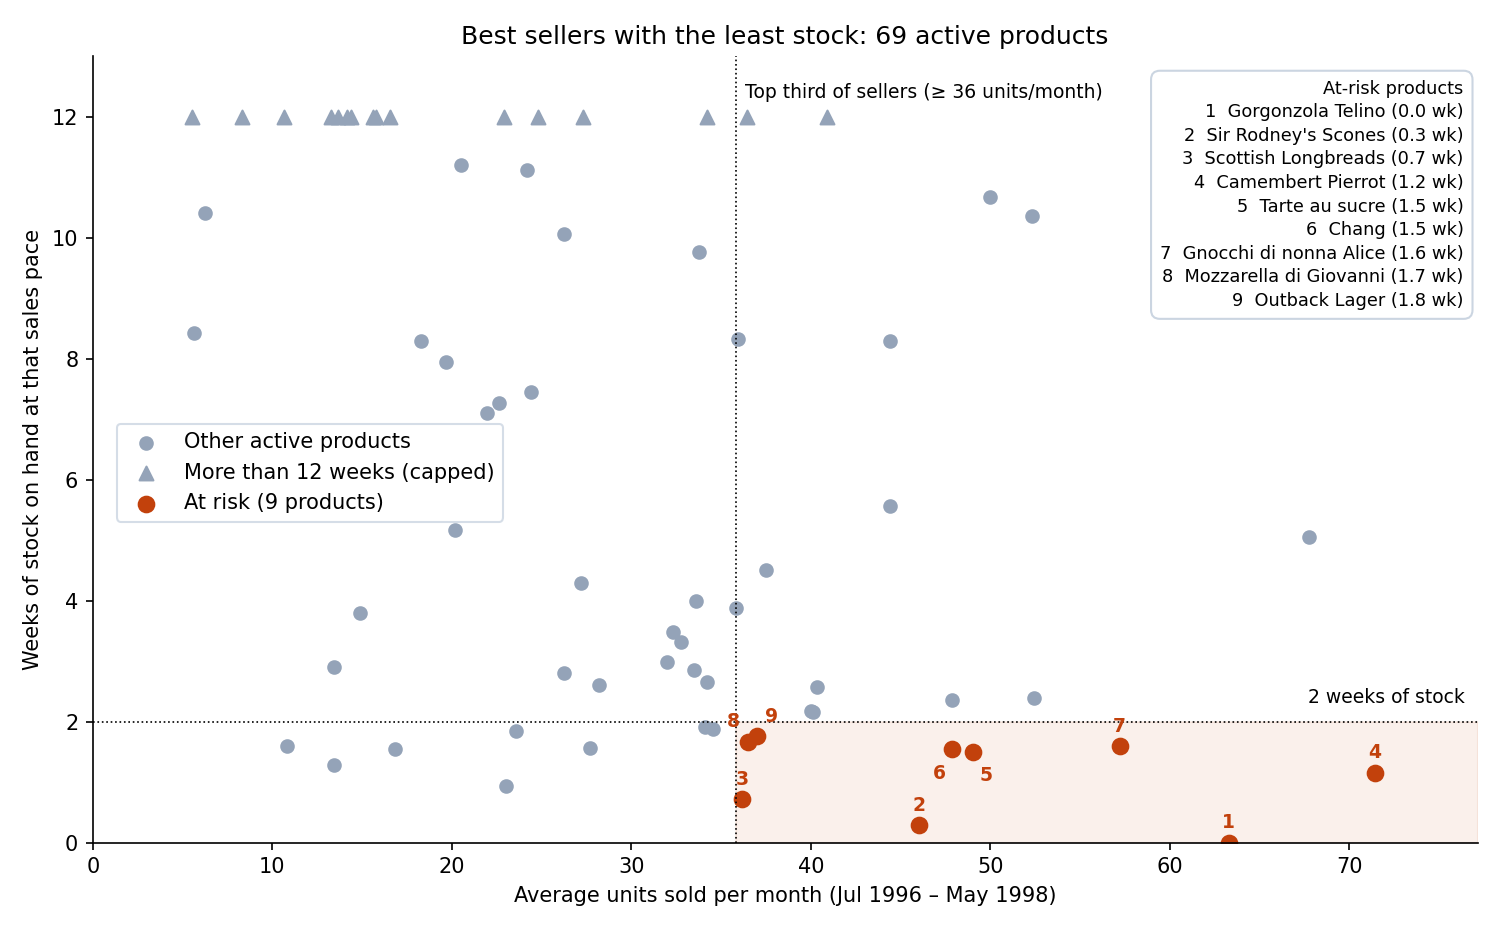 Best sellers with the least stock: 69 active products
Top third of sellers (≥ 36 units/month)
At-risk products
1 Gorgonzola Telino (0.0 wk)
2 Sir Rodney's Scones (0.3 wk)
3 Scottish Longbreads (0.7 wk)
4 Camembert Pierrot (1.2 wk)
5 Tarte au sucre (1.5 wk)
6 Chang (1.5 wk)
7 Gnocchi di nonna Alice (1.6 wk)
8 Mozzarella di Giovanni (1.7 wk)
9 Outback Lager (1.8 wk)
Weeks of stock on hand at that sales pace
12
10
8
6
4
2
0
Other active products
More than 12 weeks (capped)
At risk (9 products)
2 weeks of stock
8
9
7
3
6
5
4
2
1
0
10
20
30
40
50
60
70
Average units sold per month (Jul 1996 – May 1998)